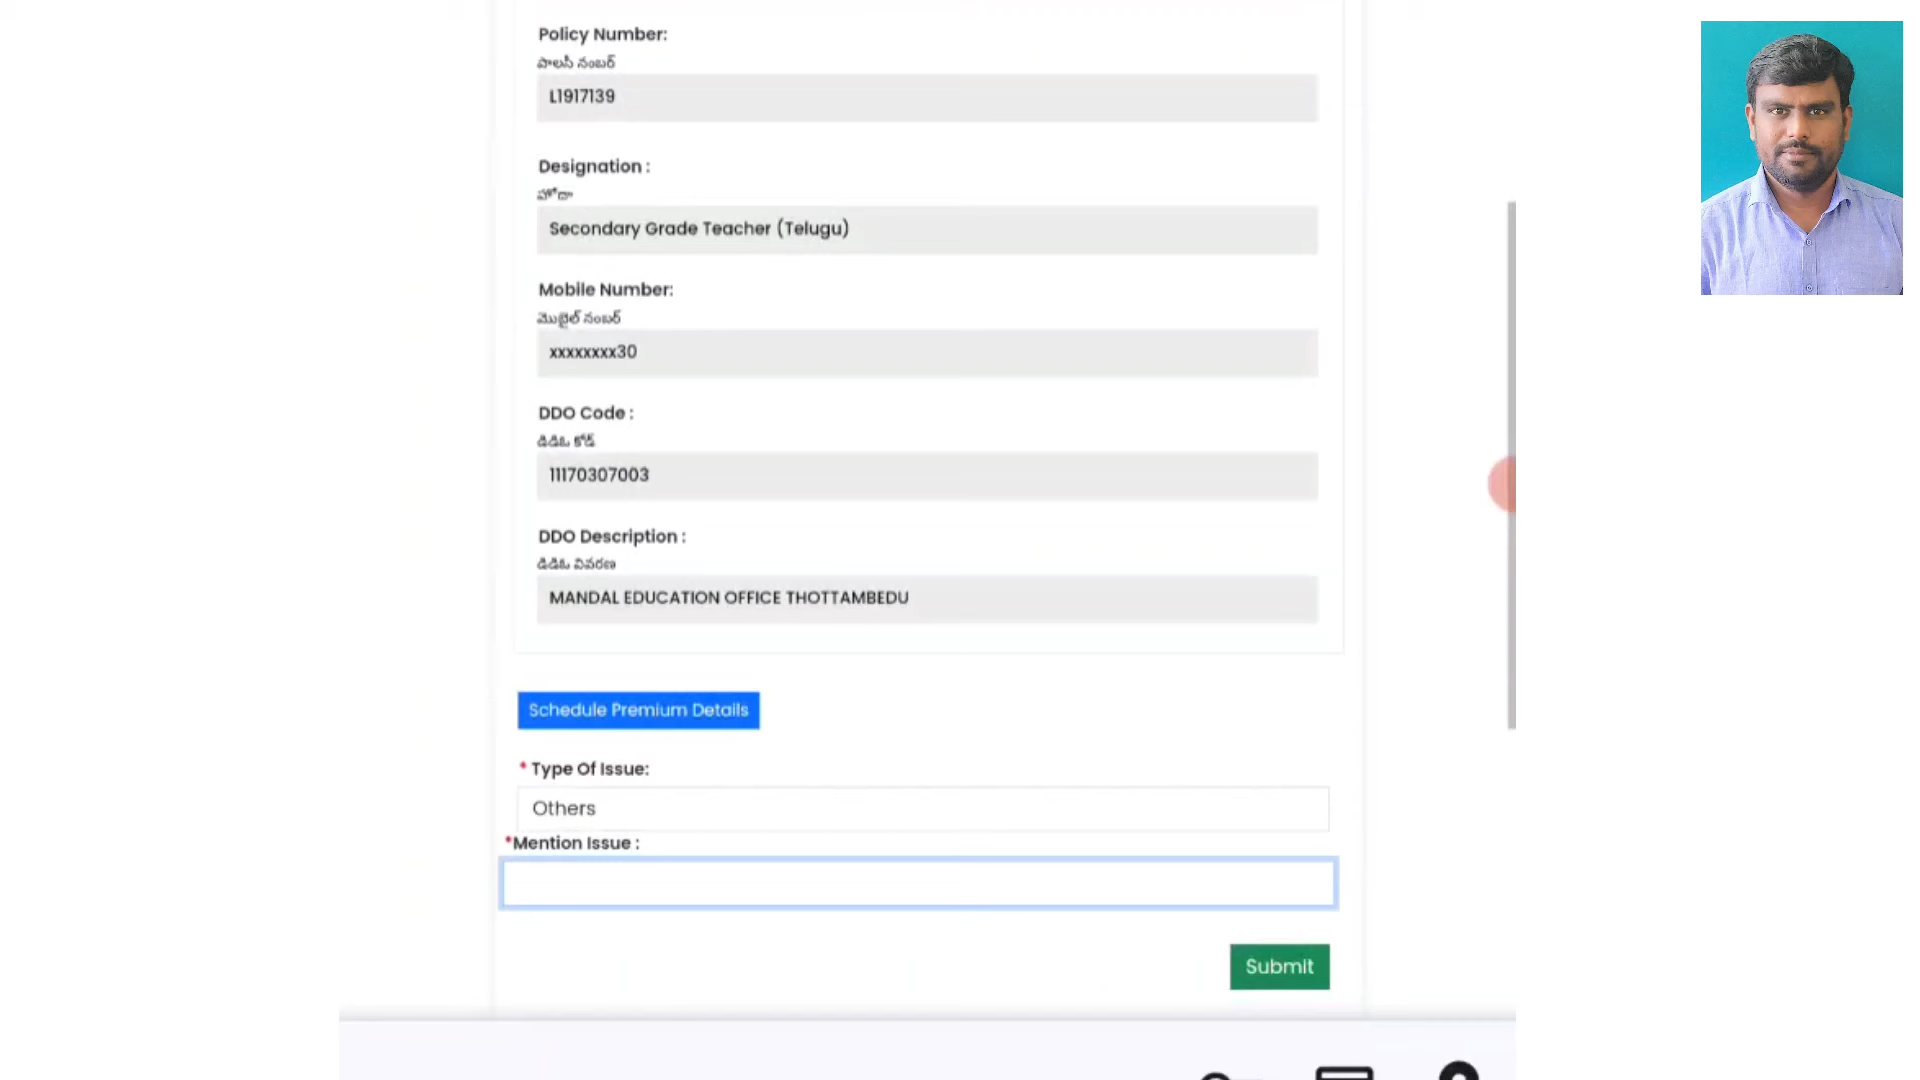 Policy Number:
పాలసీ నంబర్
L1917139
Designation :
హోదా
Secondary Grade Teacher (Telugu)
Mobile Number:
మొబైల్ నంబర్
xxxxxxxx30
DDO Code :
డిడిఓ కోడ్
11170307003
DDO Description :
డిడిఓ వివరణ
MANDAL EDUCATION OFFICE THOTTAMBEDU
Schedule Premium Details
* Type Of Issue:
Others
*Mention Issue :
Submit